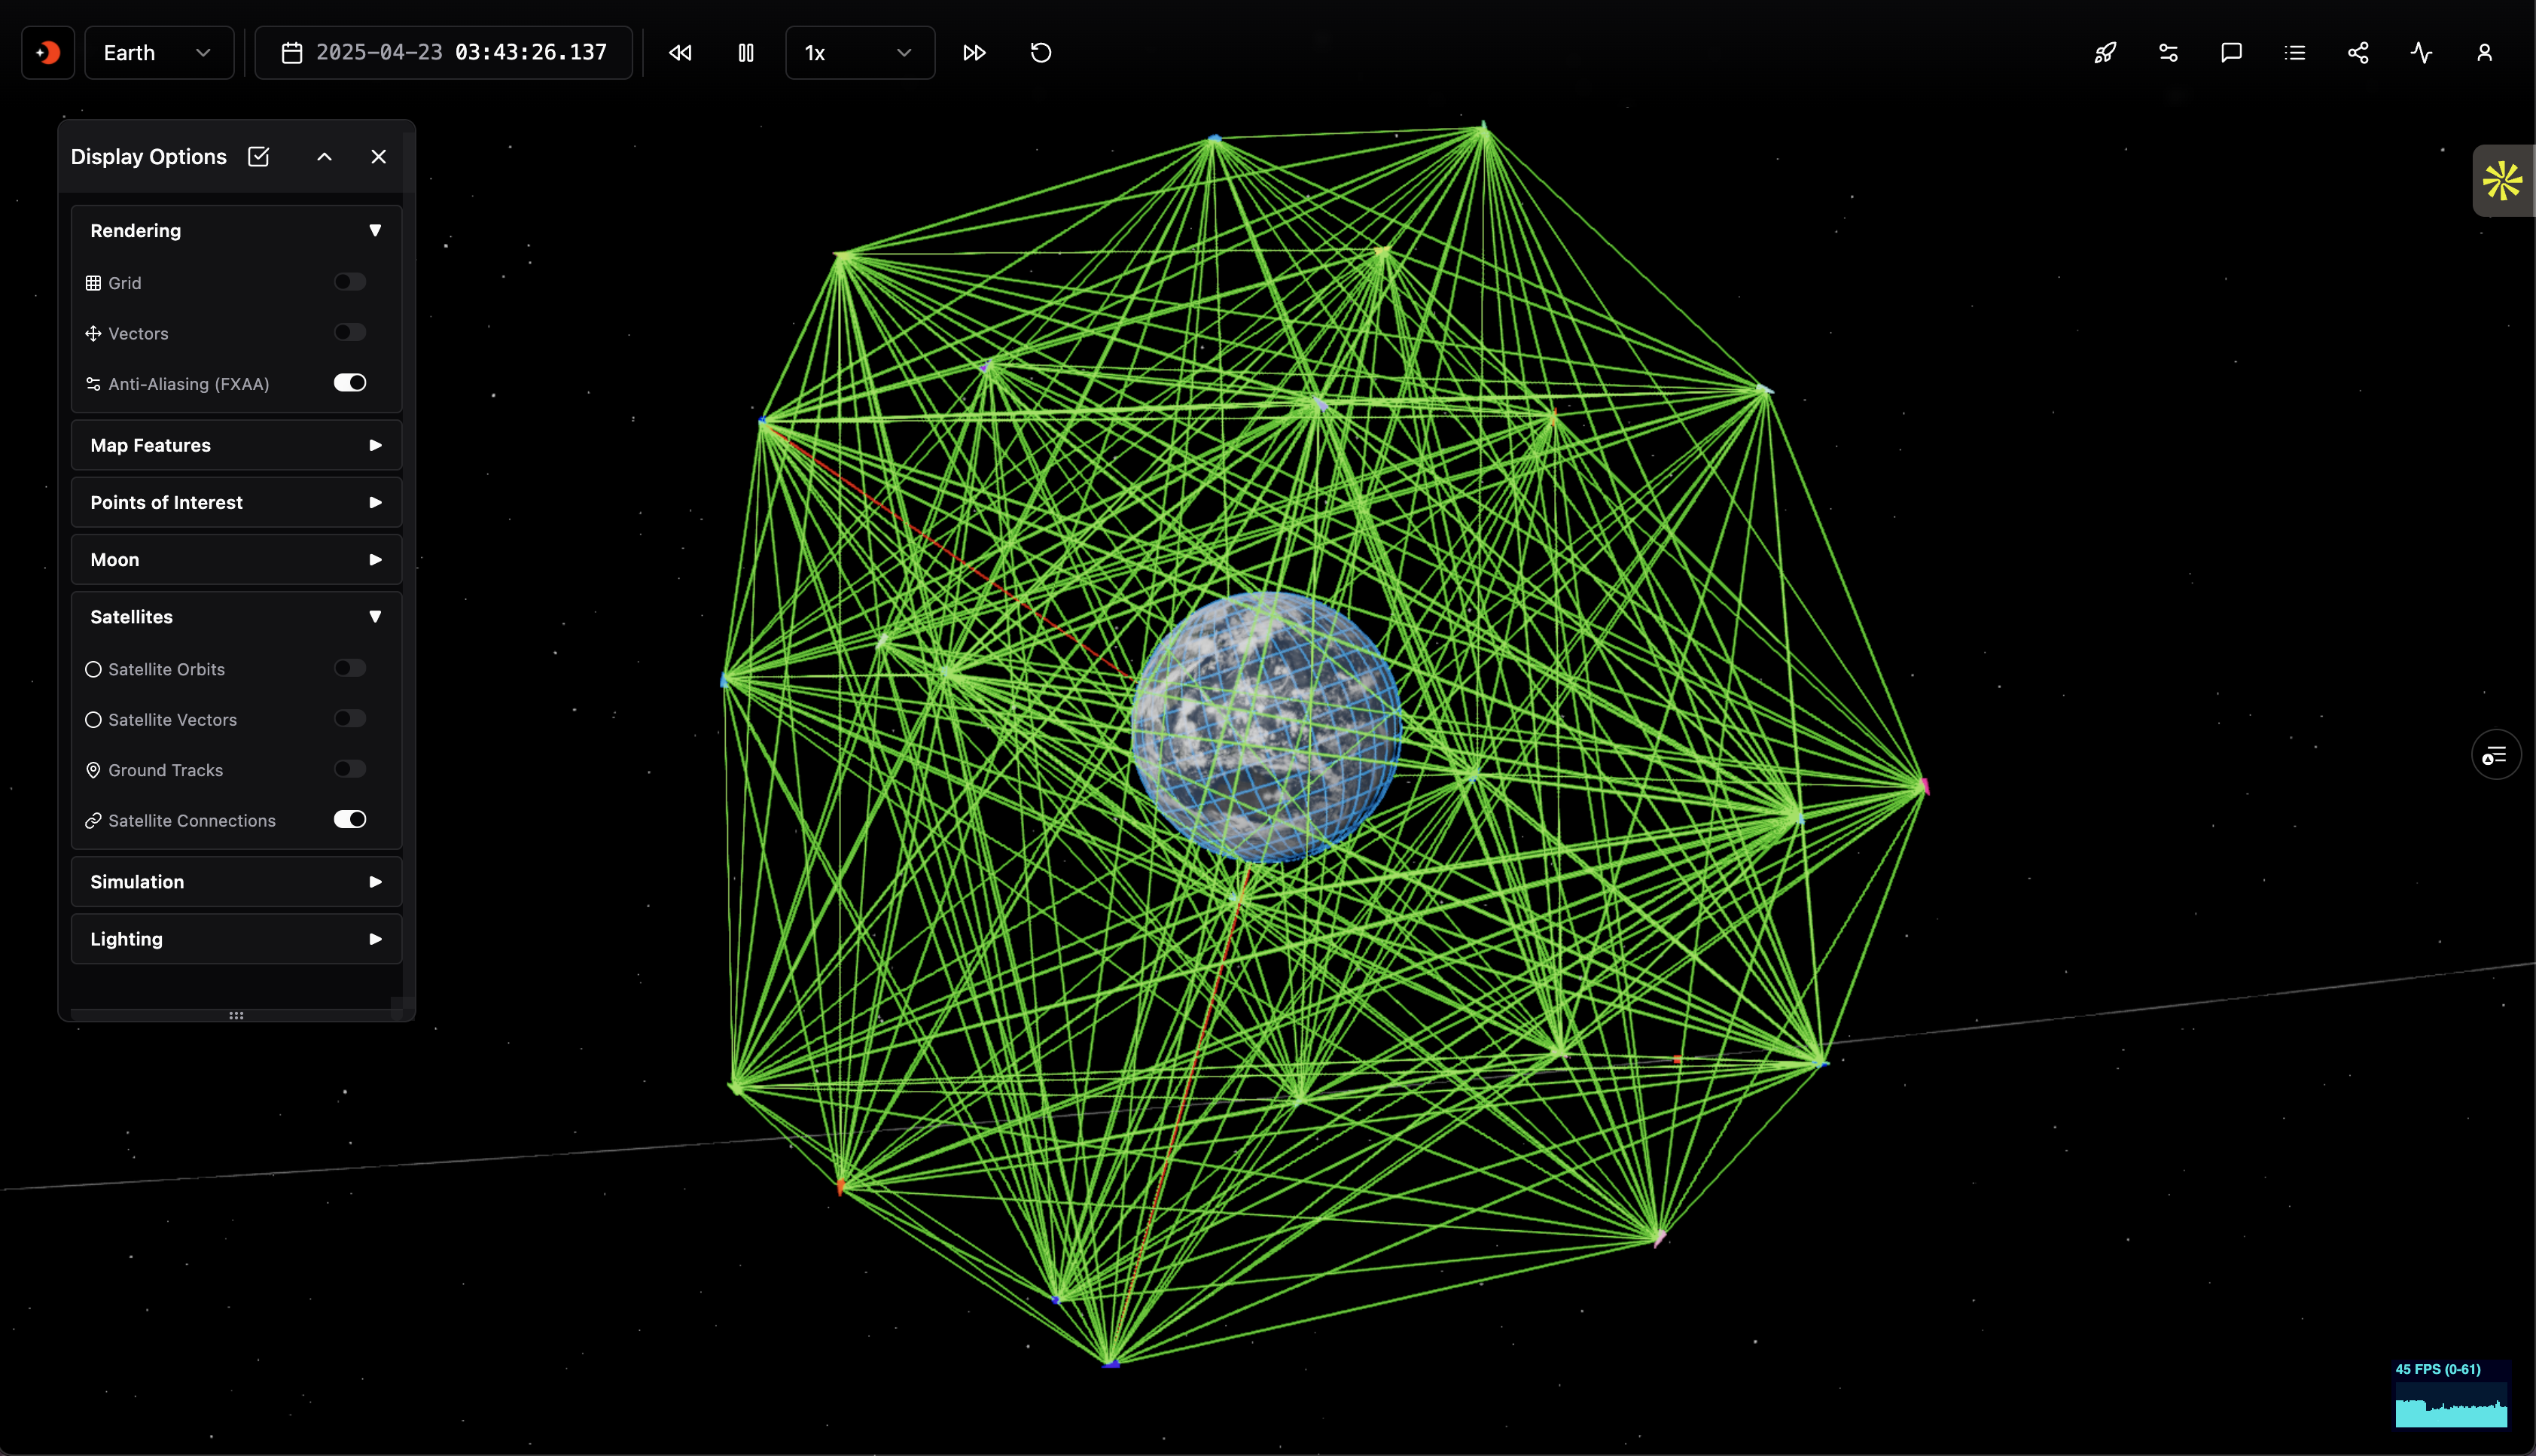 Earth
2025-04-23 03:43:26.137
1x
Display Options
Rendering
Grid
Vectors
Anti-Aliasing (FXAA)
Map Features
Points of Interest
Moon
Satellites
Satellite Orbits
Satellite Vectors
Ground Tracks
Satellite Connections
Simulation
Lighting
45 FPS (0-61)